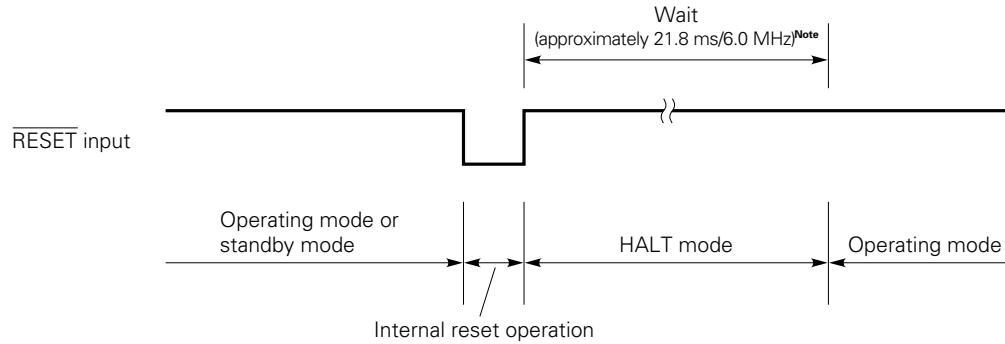 Wait
(approximately 21.8 ms/6.0 MHz)Note
RESET input
Operating mode or
standby mode
HALT mode
Operating mode
Internal reset operation